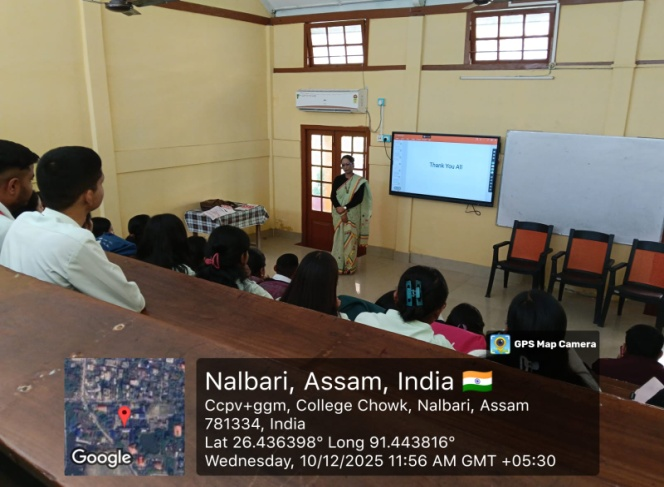 Thank You All
GPS Map Camera
Nalbari, Assam, India
Ccpv+ggm, College Chowk, Nalbari, Assam
781334, India
Lat 26.436398° Long 91.443816°
Wednesday, 10/12/2025 11:56 AM GMT +05:30
Google